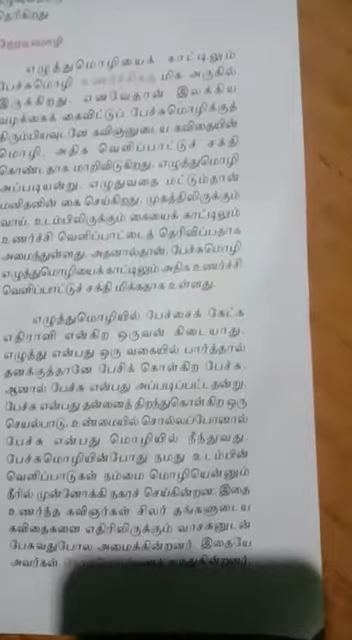 தெரிகிறது
எழுத்துமொழியைக் காட்டிலும்
பேச்சுமொழி உணர்ச்சிக்கு மிக அருகில்
இருக்கிறது. எனவேதான் இலக்கிய
வழக்கைக் கைவிட்டுப் பேச்சுமொழிக்குத்
திரும்பியவுடனே கவிஞனுடைய கவிதையின்
மொழி, அதிக வெளிப்பாட்டுச் சக்தி
கொண்டதாக மாறிவிடுகிறது. எழுத்துமொழி
அப்படியன்று. எழுதுவதை மட்டும்தான்
மனிதனின் கை செய்கிறது. முகத்திலிருக்கும்
வாய், உடம்பிலிருக்கும் கையைக் காட்டிலும்
உணர்ச்சி வெளிப்பாட்டைத் தெரிவிப்பதாக
அமைந்துள்ளது. அதனால்தான், பேச்சுமொழி
எழுத்துமொழியைக்காட்டிலும் அதிக உணர்ச்சி
வெளிப்பாட்டுச் சக்தி மிக்கதாக உள்ளது.
எழுத்துமொழியில் பேச்சைக் கேட்க
எதிராளி என்கிற ஒருவன் கிடையாது.
எழுத்து என்பது ஒரு வகையில் பார்த்தால்
தனக்குத்தானே பேசிக் கொள்கிற பேச்சு.
ஆனால் பேச்சு என்பது அப்படிப்பட்டதன்று.
பேச்சு என்பது தன்னைத் திறந்துகொள்கிற ஒரு
செயல்பாடு. உண்மையில் சொல்லப்போனால்
பேச்சு என்பது மொழியில் நீந்துவது.
பேச்சுமொழியின்போது நமது உடம்பின்
வெளிப்பாடுகள் நம்மை மொழியென்னும்
நீரில் முன்னோக்கி நகரச் செய்கின்றன. இதை
உணர்ந்த கவிஞர்கள் சிலர் தங்களுடைய
கவிதைகளை எதிரிலிருக்கும் வாசகனுடன்
பேசுவதுபோல அமைக்கின்றனர். இதையே
அவர்கள்